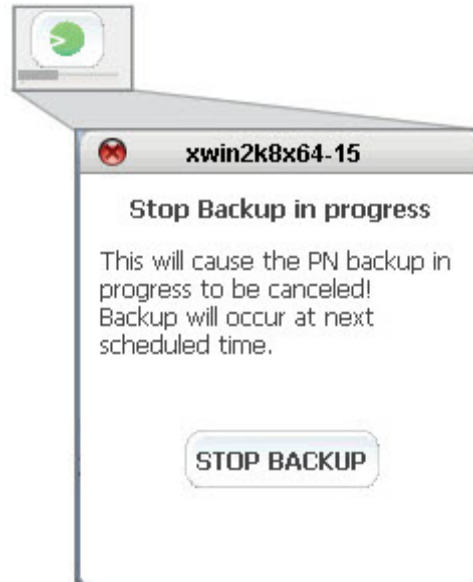 xwin2k8x64-15
Stop Backup in progress
This will cause the PN backup in
progress to be canceled!
Backup will occur at next
scheduled time.
STOP BACKUP